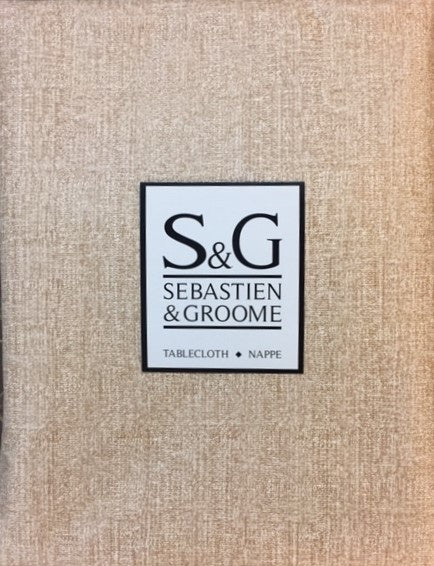 S&G
SEBASTIEN
& GROOME
TABLECLOTH ◆ NAPPE